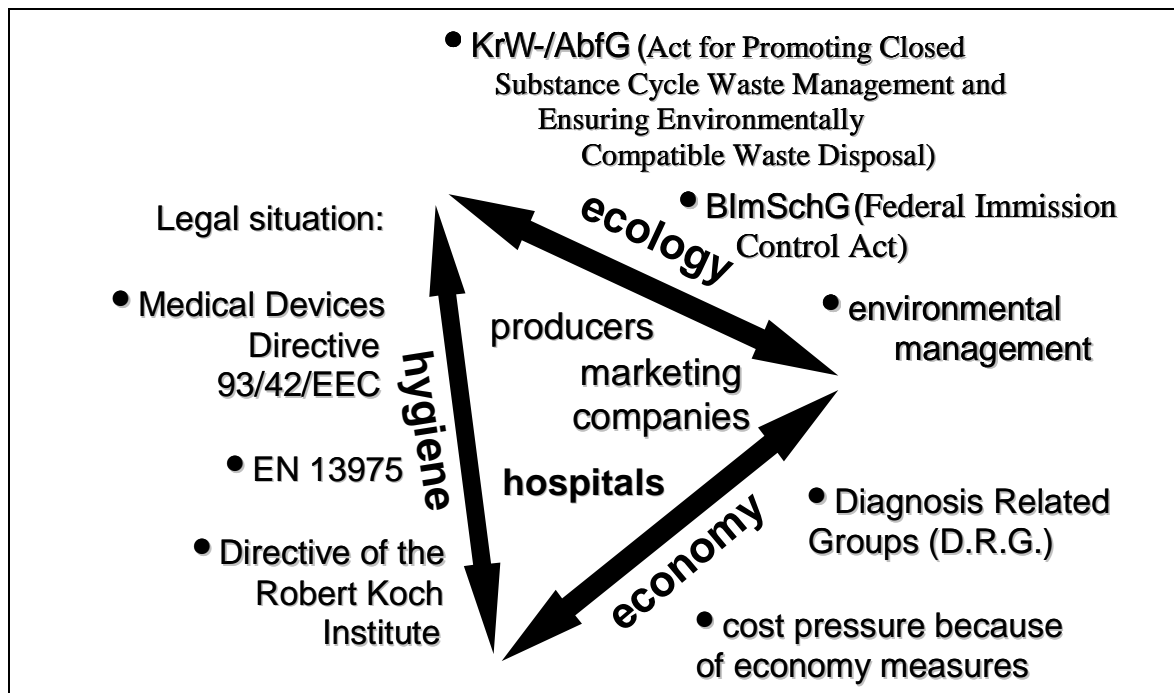 • KrW-/AbfG (Act for Promoting Closed
Substance Cycle Waste Management and
Ensuring Environmentally
Compatible Waste Disposal)
• BImSchG (Federal Immission
Control Act)
ecology
Legal situation:
• Medical Devices
Directive
93/42/EEC
• EN 13975
• Directive of the
Robert Koch
Institute
hygiene
producers
marketing
companies
hospitals
• environmental
management
economy
• Diagnosis Related
Groups (D.R.G.)
• cost pressure because
of economy measures